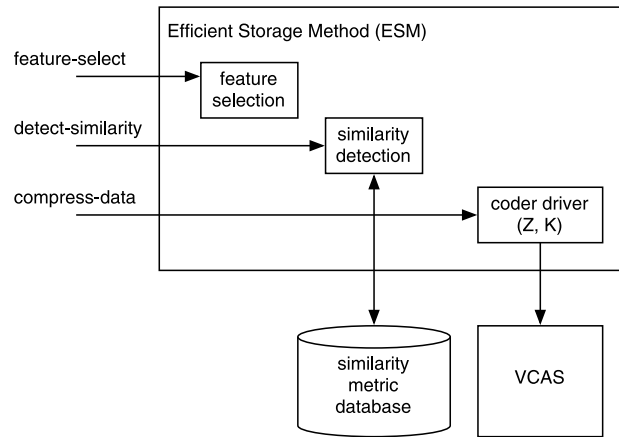 Efficient Storage Method (ESM)
feature-select
feature
selection
detect-similarity
similarity
detection
compress-data
coder driver
(Z, K)
similarity
metric
database
VCAS